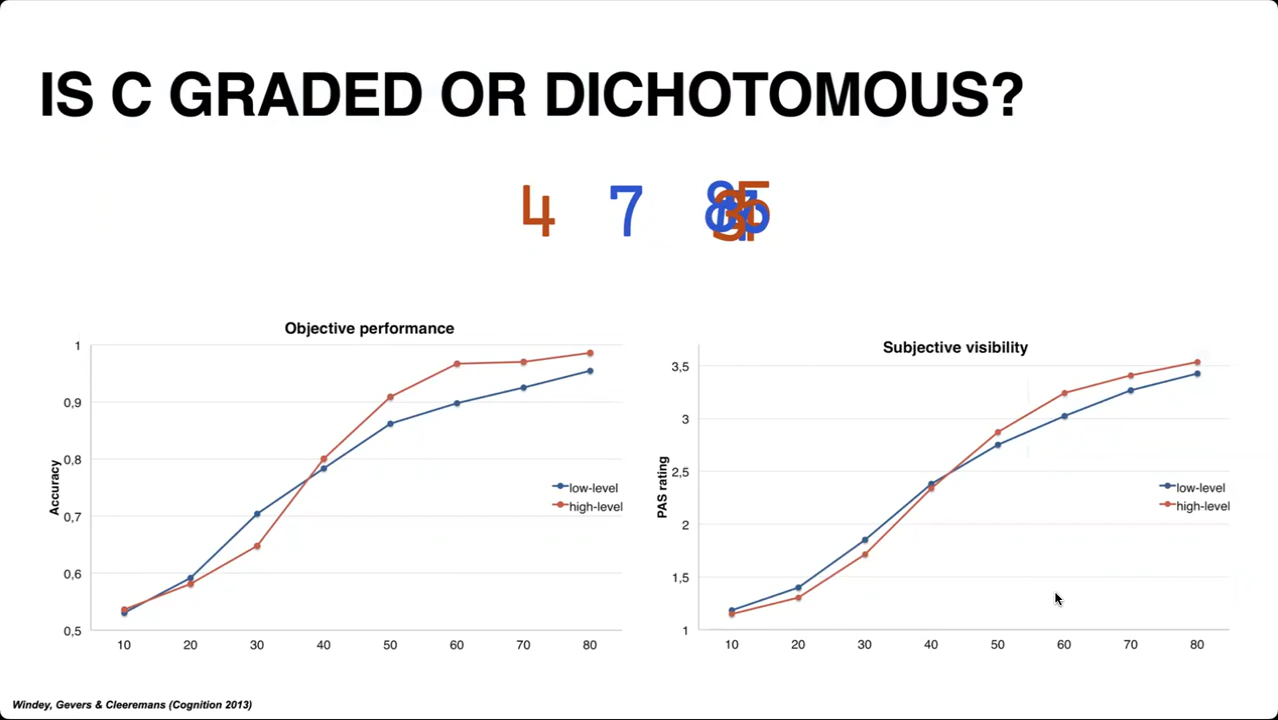 IS C GRADED OR DICHOTOMOUS?
4 7
Objective performance
1
0,9
0,8
0,7
0,6
0,5
Accuracy
low-level
high-level
10 20 30 40 50 60 70 80
Subjective visibility
3,5
3
2,5
2
1,5
1
PAS rating
low-level
high-level
10 20 30 40 50 60 70 80
Windey, Gevers & Cleeremans (Cognition 2013)